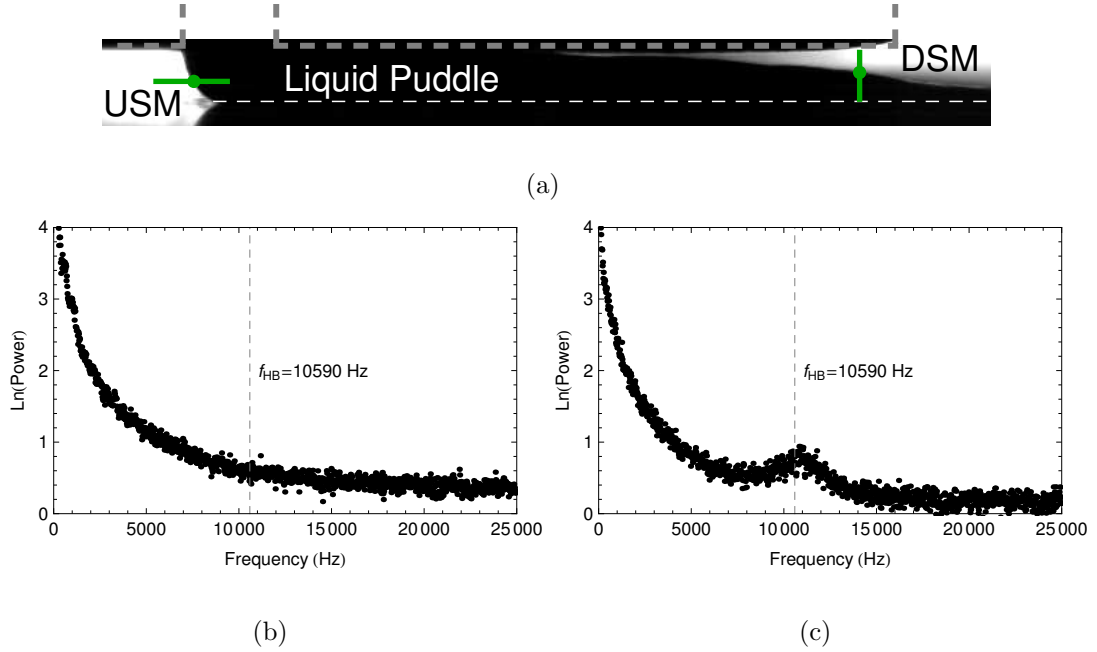 DSM
Liquid Puddle
USM
(a)
4
3
2
1
0
Ln(Power)
f_HB=10590 Hz
0 5000 10000 15000 20000 25000
Frequency (Hz)
(b)
4
3
2
1
0
Ln(Power)
f_HB=10590 Hz
0 5000 10000 15000 20000 25000
Frequency (Hz)
(c)